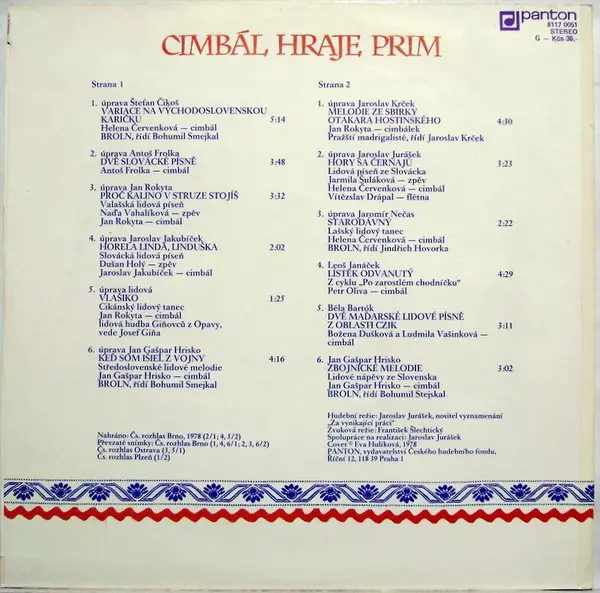 panton
8117 0051
STEREO
G — Kčs 36,-
CIMBÁL HRAJE PRIM
Strana 1
1. úprava Štefan Čikoš
VARIACE NA VÝCHODOSLOVENSKOU
KARIČKU 5:14
Helena Červenková — cimbál
BROLN, řídí Bohumil Smejkal
2. úprava Antoš Frolka
DVĚ SLOVÁCKÉ PÍSNĚ 3:48
Antoš Frolka — cimbál
3. úprava Jan Rokyta
PROČ KALINO V STRUZE STOJÍŠ 3:32
Valašská lidová píseň
Naďa Vahalíková — zpěv
Jan Rokyta — cimbál
4. úprava Jaroslav Jakubíček
HORELA LINDA, LINDUŠKA 2:02
Slovácká lidová píseň
Dušan Holý — zpěv
Jaroslav Jakubíček — cimbál
5. úprava lidová
VLAŠIKO 1:25
Cikánský lidový tanec
Jan Rokyta — cimbál
lidová hudba Giňovců z Opavy,
vede Josef Giňa
6. úprava Jan Gašpar Hrisko
KEĎ SOM IŠIEL Z VOJNY 4:16
Středoslovenské lidové melodie
Jan Gašpar Hrisko — cimbál
BROLN, řídí Bohumil Smejkal
Nahráno: Čs. rozhlas Brno, 1978 (2/1; 4, 5/2)
Převzaté snímky: Čs. rozhlas Brno (1, 4, 6/1; 2, 3, 6/2)
Čs. rozhlas Ostrava (3, 5/1)
Čs. rozhlas Plzeň (1/2)
Strana 2
1. úprava Jaroslav Krček
MELODIE ZE SBÍRKY
OTAKARA HOSTINSKÉHO 4:30
Jan Rokyta — cimbálek
Pražští madrigalisté, řídí Jaroslav Krček
2. úprava Jaroslav Jurášek
HORY SA ČERNAJÚ 3:23
Lidová píseň ze Slovácka
Jarmila Šuláková — zpěv
Helena Červenková — cimbál
Vítězslav Drápal — flétna
3. úprava Jaromír Nečas
STARODÁVNÝ 2:22
Lašský lidový tanec
Helena Červenková — cimbál
BROLN, řídí Jindřich Hovorka
4. Leoš Janáček
LÍSTEK ODVANUTÝ 4:29
Z cyklu „Po zarostlém chodníčku“
Petr Oliva — cimbál
5. Béla Bartók
DVĚ MAĎARSKÉ LIDOVÉ PÍSNĚ
Z OBLASTI CZIK 3:11
Božena Dušková a Ludmila Vašinková —
cimbál
6. Jan Gašpar Hrisko
ZBOJNICKÉ MELODIE 3:02
Lidové nápěvy ze Slovenska
Jan Gašpar Hrisko — cimbál
BROLN, řídí Bohumil Stejskal
Hudební režie: Jaroslav Jurášek, nositel vyznamenání
„Za vynikající práci“
Zvuková režie: František Šlechtický
Spolupráce na realizaci: Jaroslav Jurášek
Cover © Eva Hulíková, 1978
PANTON, vydavatelství Českého hudebního fondu,
Říční 12, 118 39 Praha 1